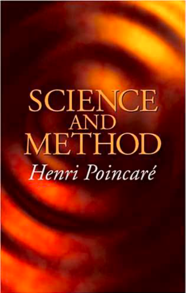 SCIENCE
AND
METHOD
Henri Poincaré